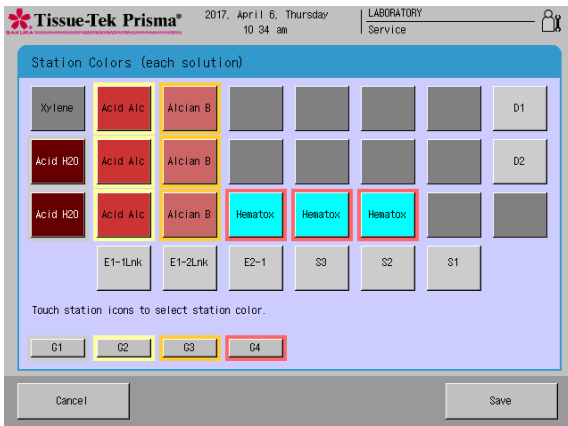 Tissue-Tek Prisma®
SAKURA
2017, April 6, Thursday
10 34 am
LABORATORY
Service
Station Colors (each solution)
Xylene Acid Alc Alcian B D1
Acid H2O Acid Alc Alcian B D2
Acid H2O Acid Alc Alcian B Hematox Hematox Hematox
E1-1Lnk E1-2Lnk E2-1 S3 S2 S1
Touch station icons to select station color.
G1 G2 G3 G4
Cancel Save